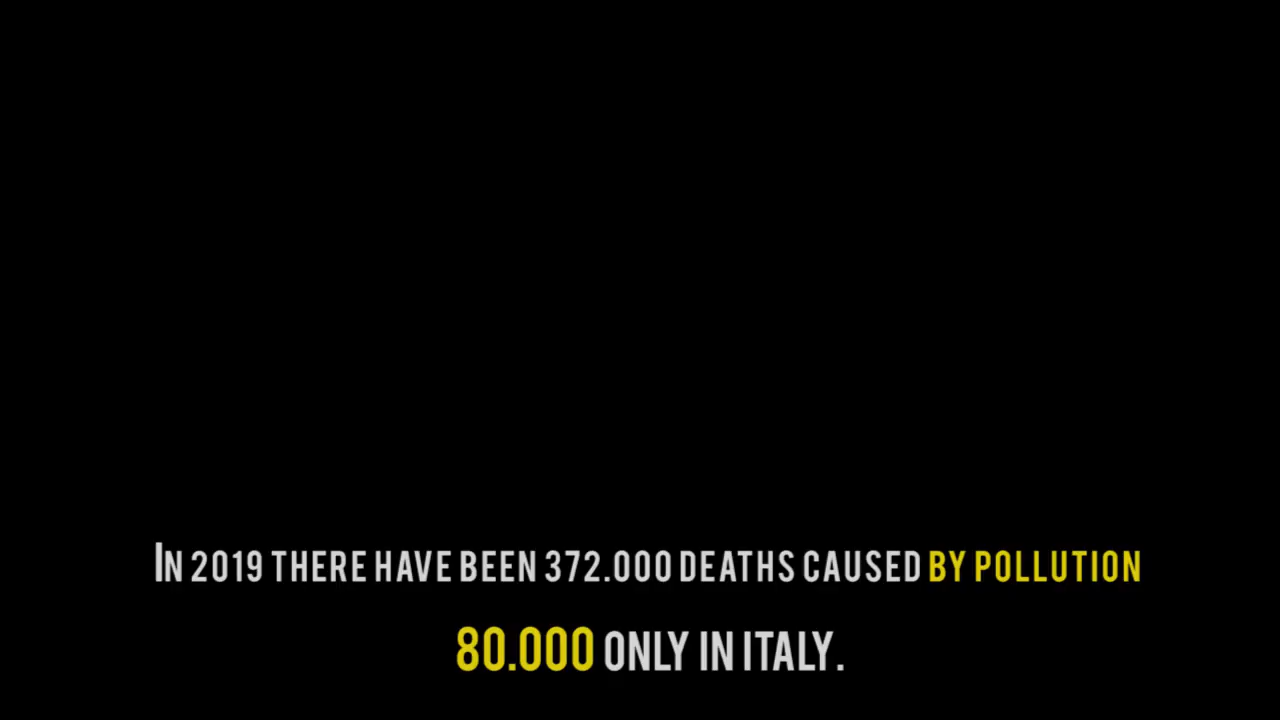 In 2019 there have been 372.000 deaths caused by pollution
80.000 only in Italy.